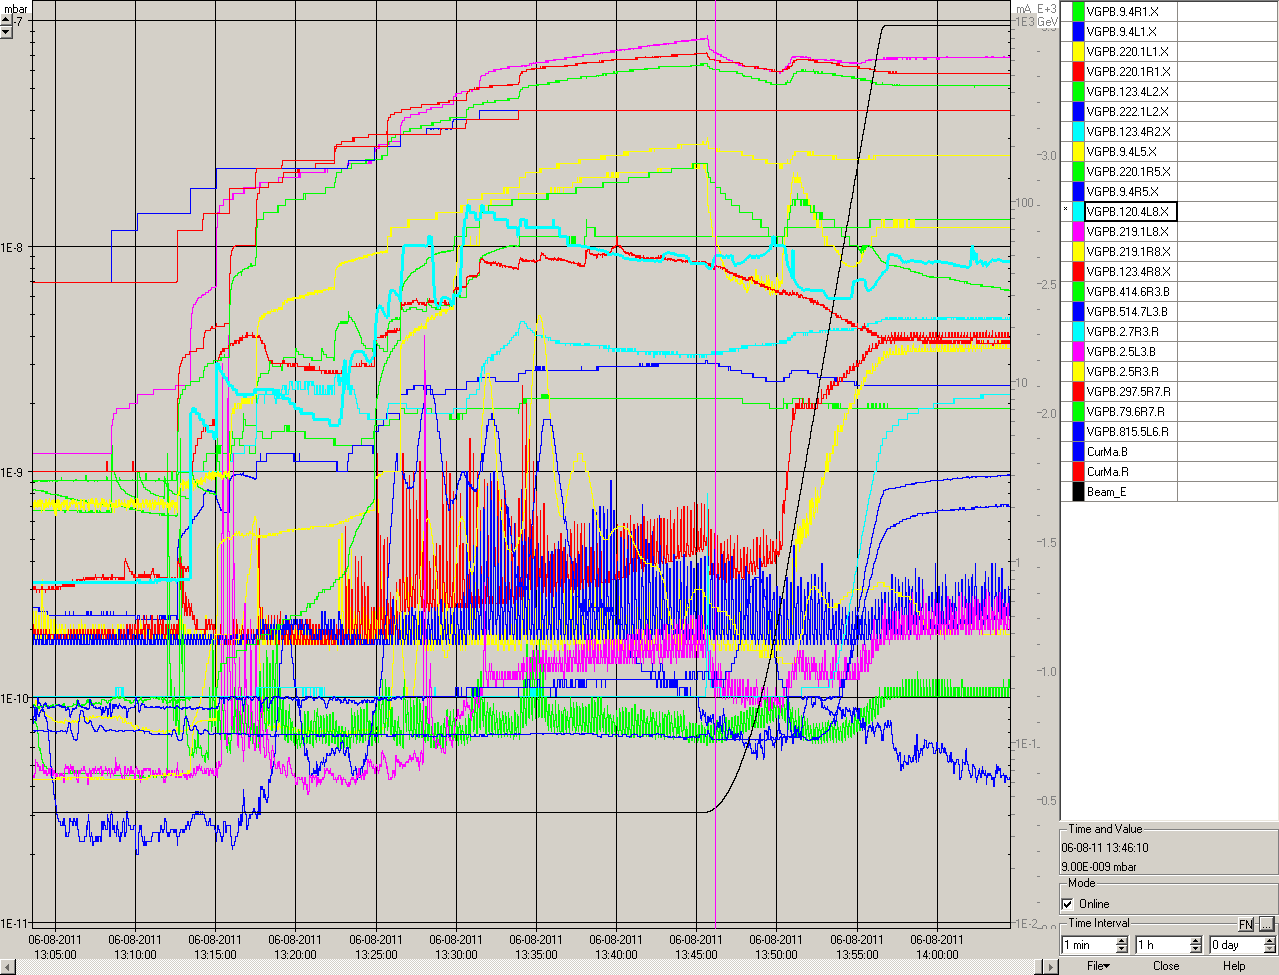 mbar
1E-7
1E-8
1E-9
1E-10
1E-11
mA_E+3
1E3 GeV
3.0
100
2.5
10
2.0
1.5
1
1.0
1E-1
0.5
1E-2
06-08-2011 06-08-2011 06-08-2011 06-08-2011 06-08-2011 06-08-2011 06-08-2011 06-08-2011 06-08-2011 06-08-2011 06-08-2011 06-08-2011
13:05:00 13:10:00 13:15:00 13:20:00 13:25:00 13:30:00 13:35:00 13:40:00 13:45:00 13:50:00 13:55:00 14:00:00
VGPB.9.4R1.X
VGPB.9.4L1.X
VGPB.220.1L1.X
VGPB.220.1R1.X
VGPB.123.4L2.X
VGPB.222.1L2.X
VGPB.123.4R2.X
VGPB.9.4L5.X
VGPB.220.1R5.X
VGPB.9.4R5.X
* VGPB.120.4L8.X
VGPB.219.1L8.X
VGPB.219.1R8.X
VGPB.123.4R8.X
VGPB.414.6R3.B
VGPB.514.7L3.B
VGPB.2.7R3.R
VGPB.2.5L3.B
VGPB.2.5R3.R
VGPB.297.5R7.R
VGPB.79.6R7.R
VGPB.815.5L6.R
CurMa.B
CurMa.R
Beam_E
Time and Value
06-08-11 13:46:10
9.00E-009 mbar
Mode
Online
Time Interval FN ...
1 min 1 h 0 day
File Close Help